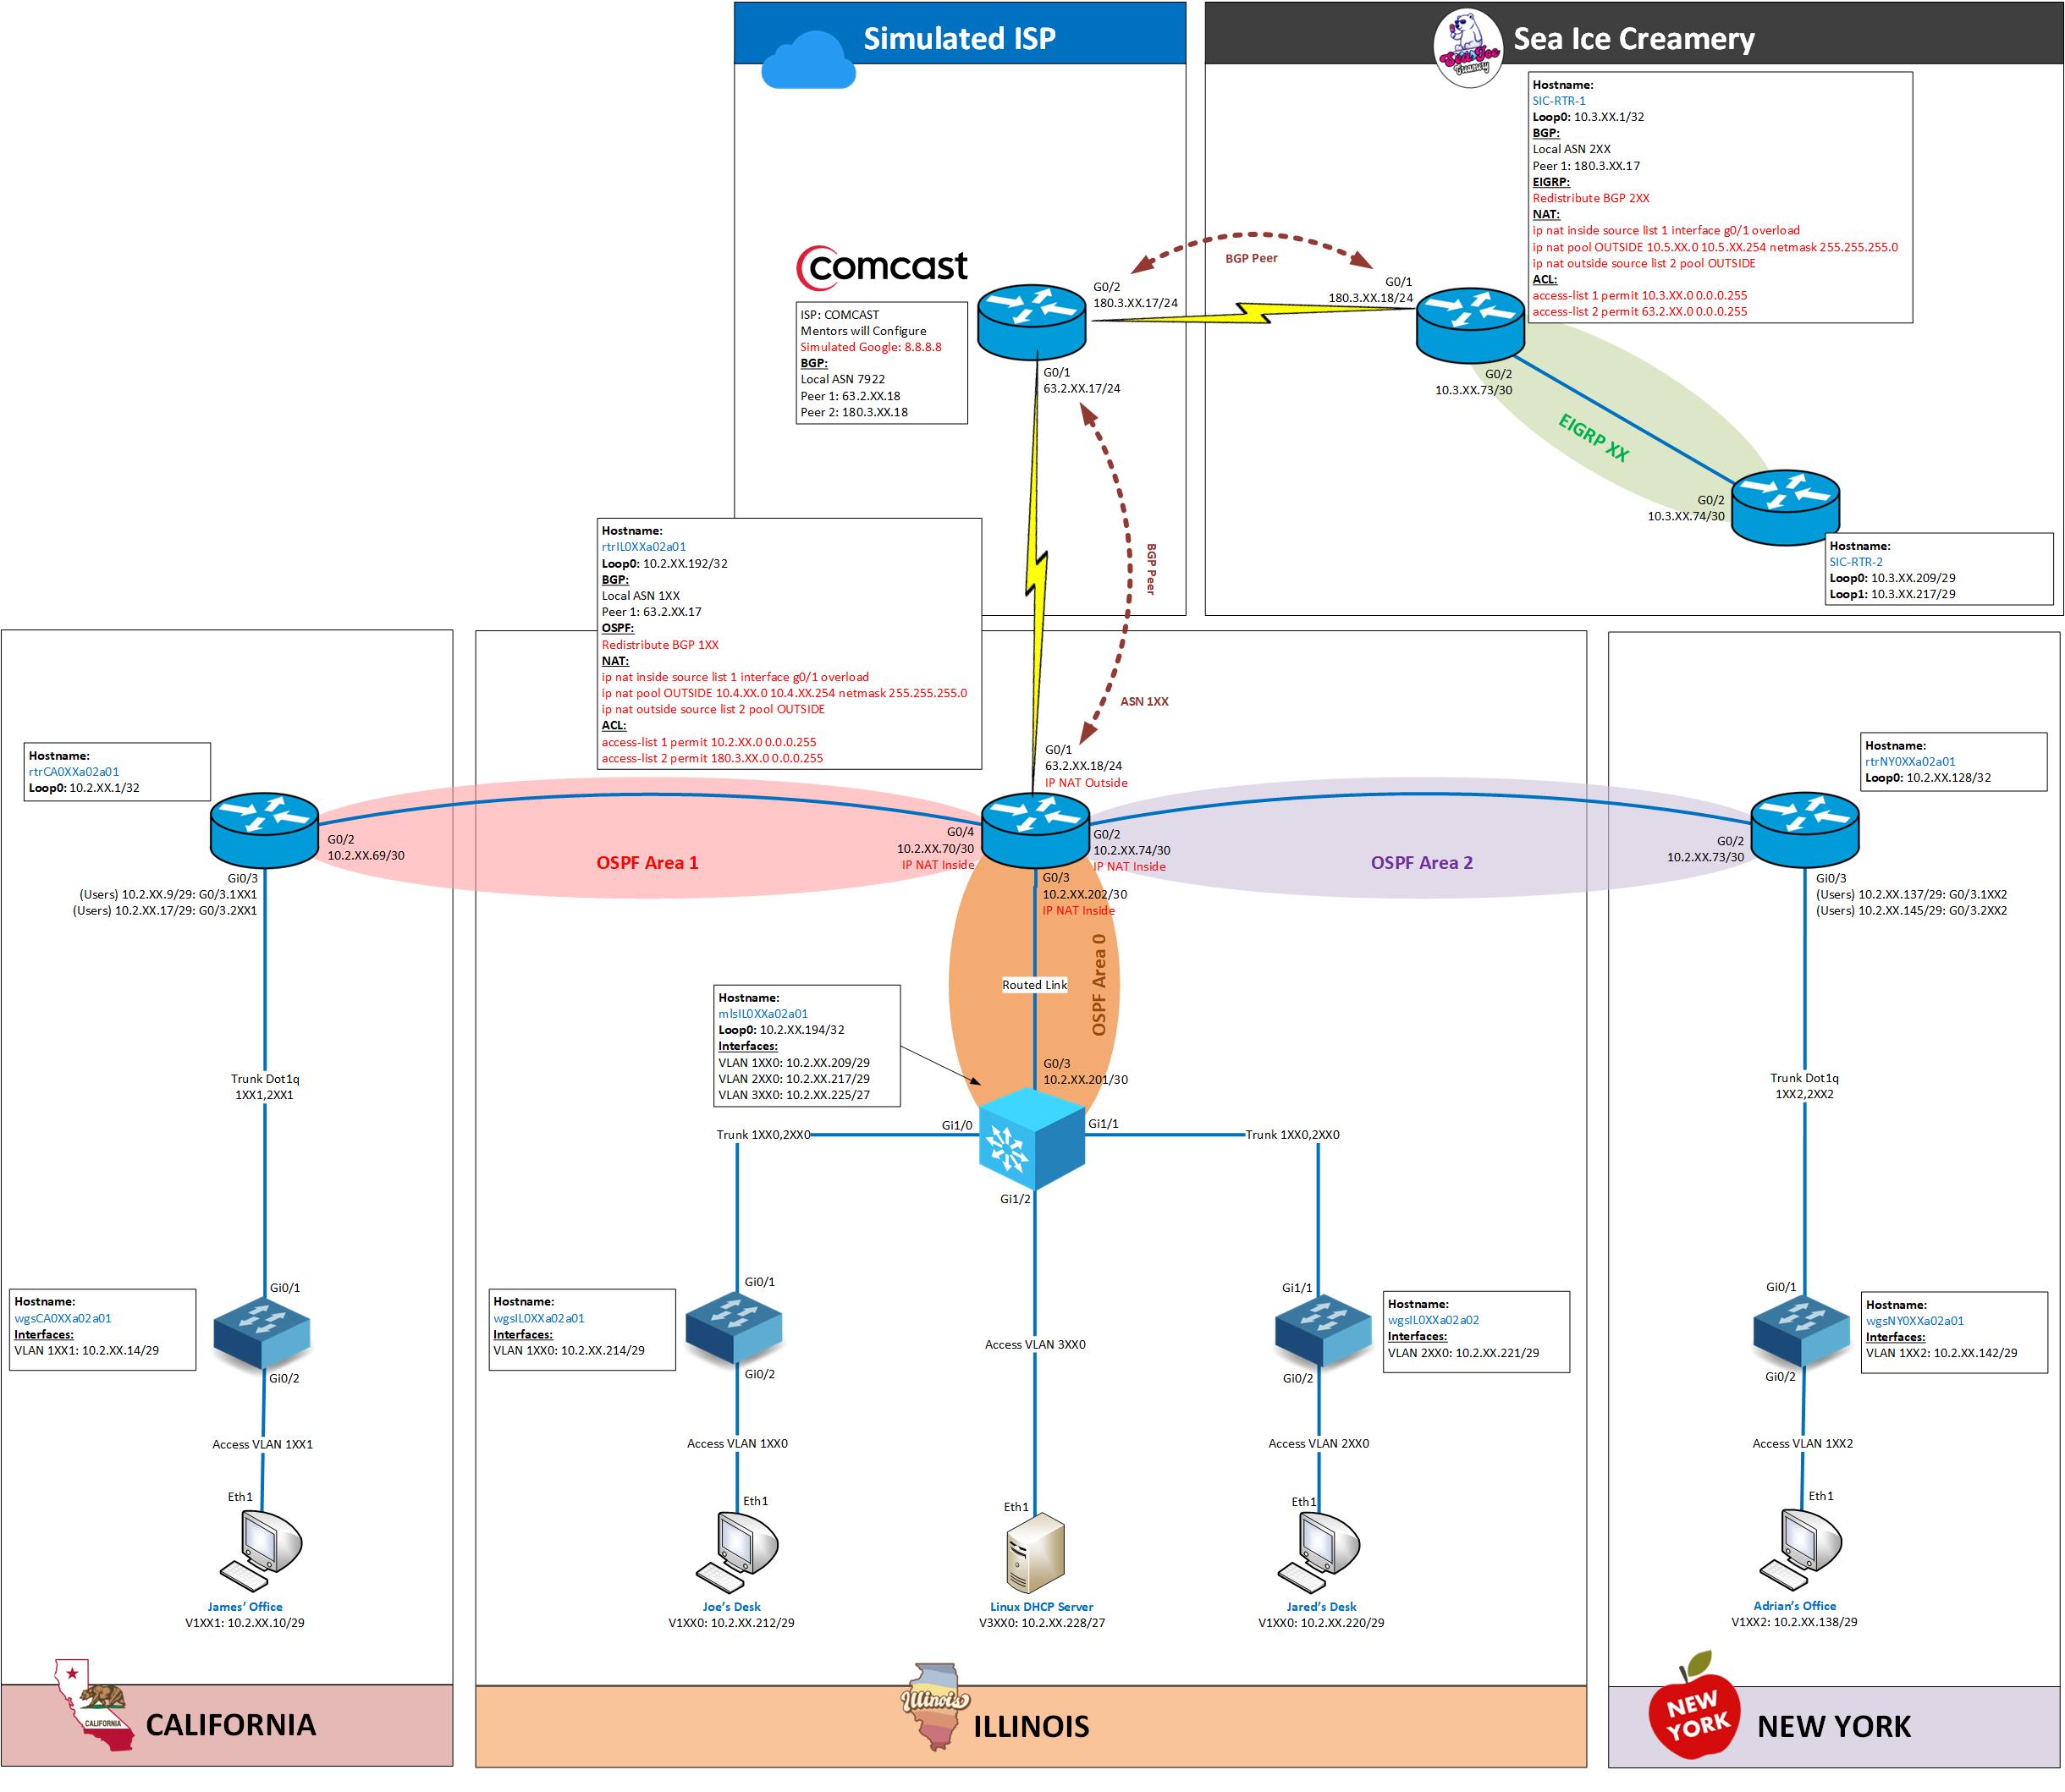 Simulated ISP
Sea Ice Creamery
Sea Ice
Creamery
Hostname:
SIC-RTR-1
Loop0: 10.3.XX.1/32
BGP:
Local ASN 2XX
Peer 1: 180.3.XX.17
EIGRP:
Redistribute BGP 2XX
NAT:
ip nat inside source list 1 interface g0/1 overload
ip nat pool OUTSIDE 10.5.XX.0 10.5.XX.254 netmask 255.255.255.0
ip nat outside source list 2 pool OUTSIDE
ACL:
access-list 1 permit 10.3.XX.0 0.0.0.255
access-list 2 permit 63.2.XX.0 0.0.0.255
comcast
ISP: COMCAST
Mentors will Configure
Simulated Google: 8.8.8.8
BGP:
Local ASN 7922
Peer 1: 63.2.XX.18
Peer 2: 180.3.XX.18
BGP Peer
G0/2
180.3.XX.17/24
G0/1
180.3.XX.18/24
G0/1
63.2.XX.17/24
G0/2
10.3.XX.73/30
EIGRP XX
G0/2
10.3.XX.74/30
Hostname:
SIC-RTR-2
Loop0: 10.3.XX.209/29
Loop1: 10.3.XX.217/29
Hostname:
rtrIL0XXa02a01
Loop0: 10.2.XX.192/32
BGP:
Local ASN 1XX
Peer 1: 63.2.XX.17
OSPF:
Redistribute BGP 1XX
NAT:
ip nat inside source list 1 interface g0/1 overload
ip nat pool OUTSIDE 10.4.XX.0 10.4.XX.254 netmask 255.255.255.0
ip nat outside source list 2 pool OUTSIDE
ACL:
access-list 1 permit 10.2.XX.0 0.0.0.255
access-list 2 permit 180.3.XX.0 0.0.0.255
BGP Peer
ASN 1XX
G0/1
63.2.XX.18/24
IP NAT Outside
Hostname:
rtrCA0XXa02a01
Loop0: 10.2.XX.1/32
G0/2
10.2.XX.69/30
OSPF Area 1
G0/4
10.2.XX.70/30
IP NAT Inside
G0/2
10.2.XX.74/30
IP NAT Inside
OSPF Area 2
G0/2
10.2.XX.73/30
Hostname:
rtrNY0XXa02a01
Loop0: 10.2.XX.128/32
Gi0/3
(Users) 10.2.XX.9/29: G0/3.1XX1
(Users) 10.2.XX.17/29: G0/3.2XX1
G0/3
10.2.XX.202/30
IP NAT Inside
Gi0/3
(Users) 10.2.XX.137/29: G0/3.1XX2
(Users) 10.2.XX.145/29: G0/3.2XX2
OSPF Area 0
Routed Link
Hostname:
mlsIL0XXa02a01
Loop0: 10.2.XX.194/32
Interfaces:
VLAN 1XX0: 10.2.XX.209/29
VLAN 2XX0: 10.2.XX.217/29
VLAN 3XX0: 10.2.XX.225/27
G0/3
10.2.XX.201/30
Trunk Dot1q
1XX1,2XX1
Trunk 1XX0,2XX0
Gi1/0
Gi1/1
Trunk 1XX0,2XX0
Gi1/2
Trunk Dot1q
1XX2,2XX2
Hostname:
wgsCA0XXa02a01
Interfaces:
VLAN 1XX1: 10.2.XX.14/29
Gi0/1
Gi0/2
Hostname:
wgsIL0XXa02a01
Interfaces:
VLAN 1XX0: 10.2.XX.214/29
Gi0/1
Gi0/2
Access VLAN 3XX0
Gi1/1
Gi0/2
Hostname:
wgsIL0XXa02a02
Interfaces:
VLAN 2XX0: 10.2.XX.221/29
Gi0/1
Gi0/2
Hostname:
wgsNY0XXa02a01
Interfaces:
VLAN 1XX2: 10.2.XX.142/29
Access VLAN 1XX1
Access VLAN 1XX0
Access VLAN 2XX0
Access VLAN 1XX2
Eth1
Eth1
Eth1
Eth1
Eth1
James' Office
V1XX1: 10.2.XX.10/29
Joe's Desk
V1XX0: 10.2.XX.212/29
Linux DHCP Server
V3XX0: 10.2.XX.228/27
Jared's Desk
V1XX0: 10.2.XX.220/29
Adrian's Office
V1XX2: 10.2.XX.138/29
CALIFORNIA
CALIFORNIA
Illinois
ILLINOIS
NEW
YORK
NEW YORK